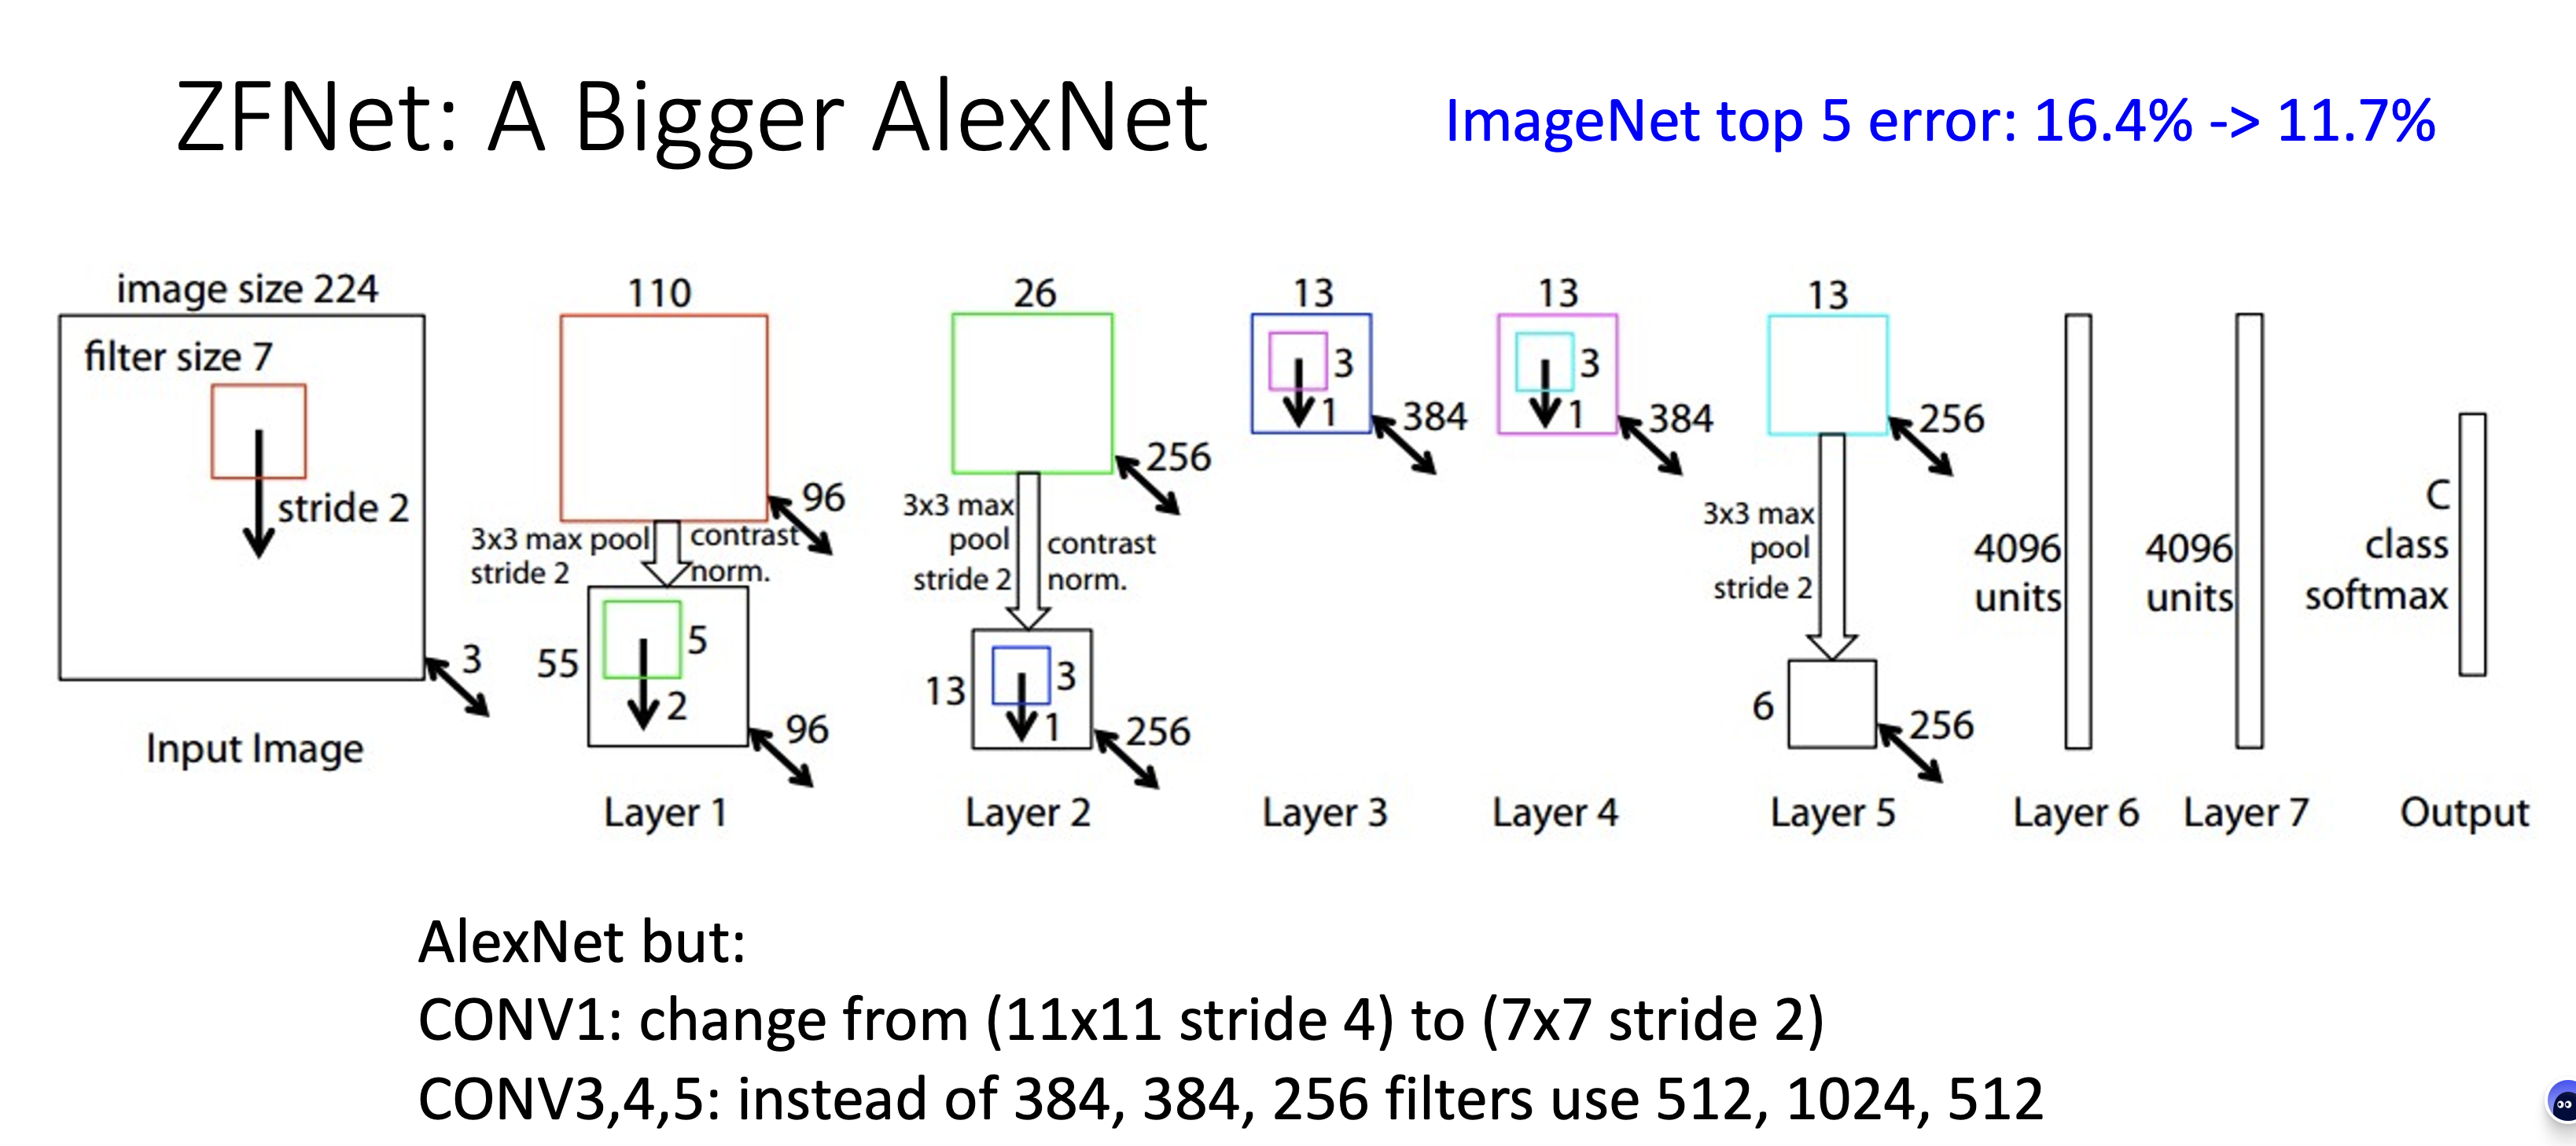 ZFNet: A Bigger AlexNet
ImageNet top 5 error: 16.4% -> 11.7%
image size 224
filter size 7
stride 2
3
Input Image
110
96
3x3 max pool
stride 2
contrast
norm.
55
5
2
96
Layer 1
26
256
3x3 max
pool
stride 2
contrast
norm.
13
3
1
256
Layer 2
13
3
1
384
Layer 3
13
3
1
384
Layer 4
13
256
3x3 max
pool
stride 2
6
256
Layer 5
4096
units
Layer 6
4096
units
Layer 7
C
class
softmax
Output
AlexNet but:
CONV1: change from (11x11 stride 4) to (7x7 stride 2)
CONV3,4,5: instead of 384, 384, 256 filters use 512, 1024, 512